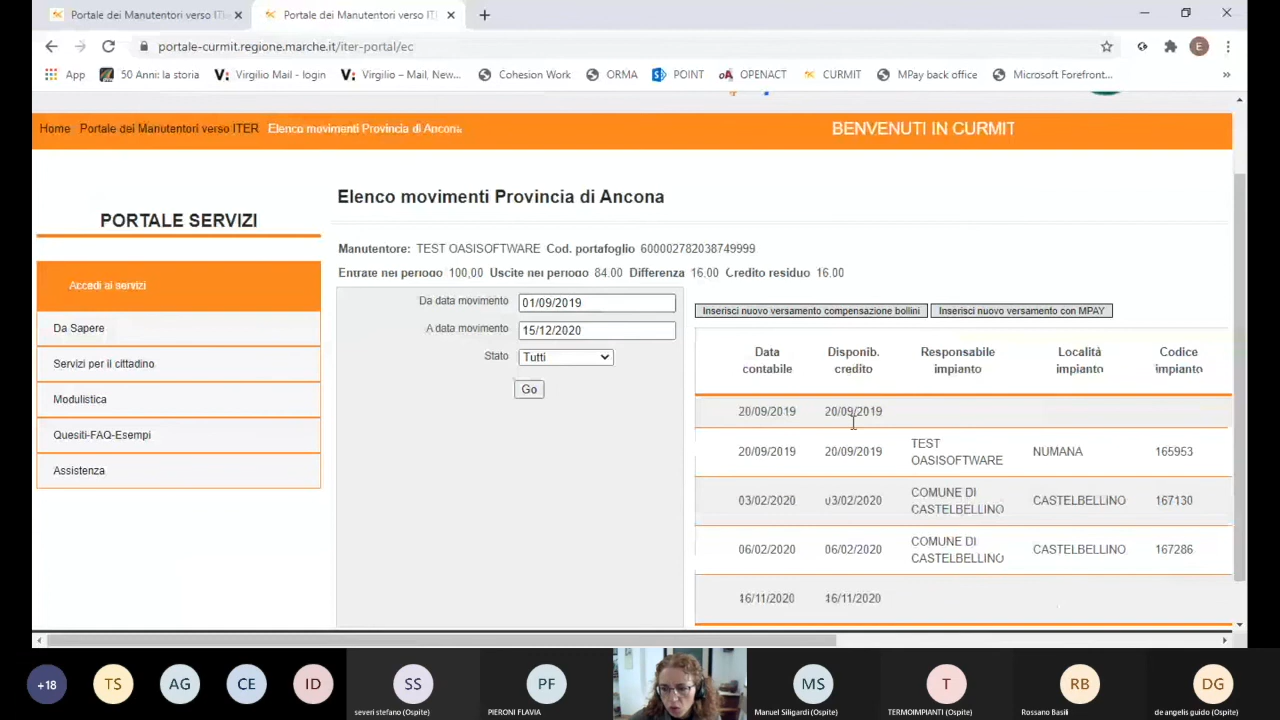 Portale dei Manutentori verso ITE
Portale dei Manutentori verso ITE
portale-curmit.regione.marche.it/iter-portal/ec
App
50 Anni: la storia
Virgilio Mail - login
Virgilio – Mail, New...
Cohesion Work
ORMA
POINT
OPENACT
CURMIT
MPay back office
Microsoft Forefront...
»
Home Portale dei Manutentori verso ITER Elenco movimenti Provincia di Ancona
BENVENUTI IN CURMIT
PORTALE SERVIZI
Accedi ai servizi
Da Sapere
Servizi per il cittadino
Modulistica
Quesiti-FAQ-Esempi
Assistenza
Elenco movimenti Provincia di Ancona
Manutentore: TEST OASISOFTWARE Cod. portafoglio 600002782038749999
Entrate nel periodo 100,00 Uscite nel periodo 84.00 Differenza 16.00 Credito residuo 16.00
Da data movimento 01/09/2019
A data movimento 15/12/2020
Stato Tutti
Go
Inserisci nuovo versamento compensazione bollini Inserisci nuovo versamento con MPAY
Data contabile
Disponib. credito
Responsabile impianto
Località impianto
Codice impianto
20/09/2019 20/09/2019
20/09/2019 20/09/2019 TEST OASISOFTWARE NUMANA 165953
03/02/2020 03/02/2020 COMUNE DI CASTELBELLINO CASTELBELLINO 167130
06/02/2020 06/02/2020 COMUNE DI CASTELBELLINO CASTELBELLINO 167286
16/11/2020 16/11/2020
+18
TS
AG
CE
ID
SS
severi stefano (Ospite)
PF
PIERONI FLAVIA
MS
Manuel Siligardi (Ospite)
T
TERMOIMPIANTI (Ospite)
RB
Rossano Basili
DG
de angelis guido (Ospite)
E